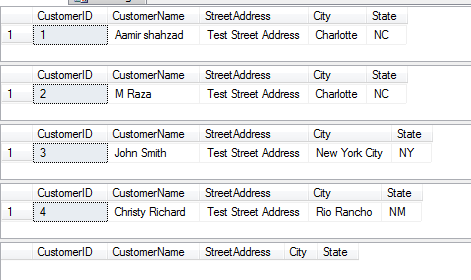 CustomerID CustomerName StreetAddress City State
1 1 Aamir shahzad Test Street Address Charlotte NC
CustomerID CustomerName StreetAddress City State
1 2 M Raza Test Street Address Charlotte NC
CustomerID CustomerName StreetAddress City State
1 3 John Smith Test Street Address New York City NY
CustomerID CustomerName StreetAddress City State
1 4 Christy Richard Test Street Address Rio Rancho NM
CustomerID CustomerName StreetAddress City State